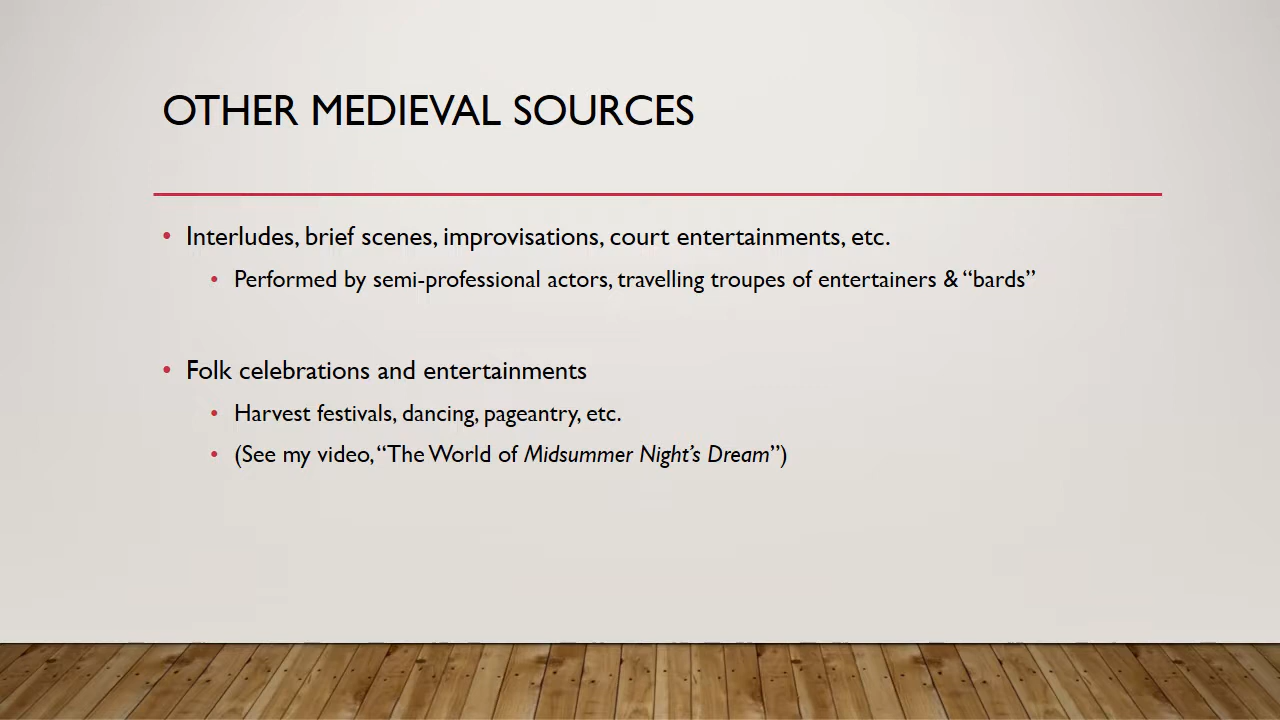 OTHER MEDIEVAL SOURCES
• Interludes, brief scenes, improvisations, court entertainments, etc.
• Performed by semi-professional actors, travelling troupes of entertainers & “bards”
• Folk celebrations and entertainments
• Harvest festivals, dancing, pageantry, etc.
• (See my video, “The World of Midsummer Night’s Dream”)